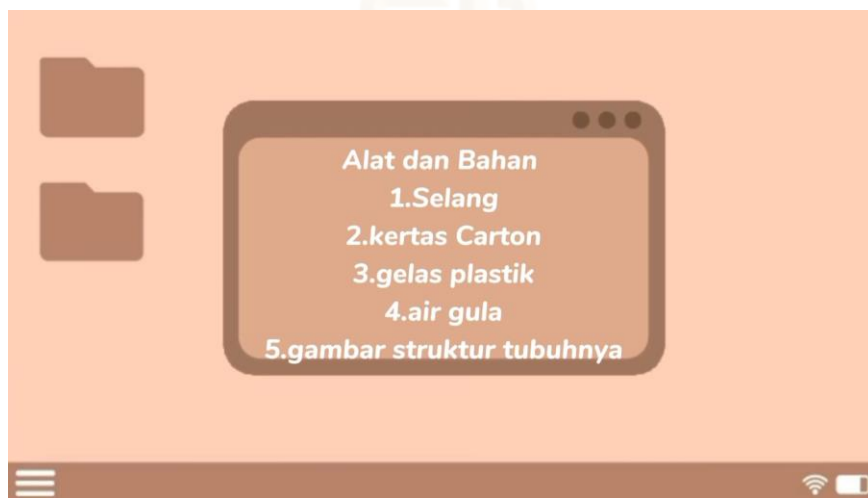 Alat dan Bahan
1.Selang
2.kertas Carton
3.gelas plastik
4.air gula
5.gambar struktur tubuhnya